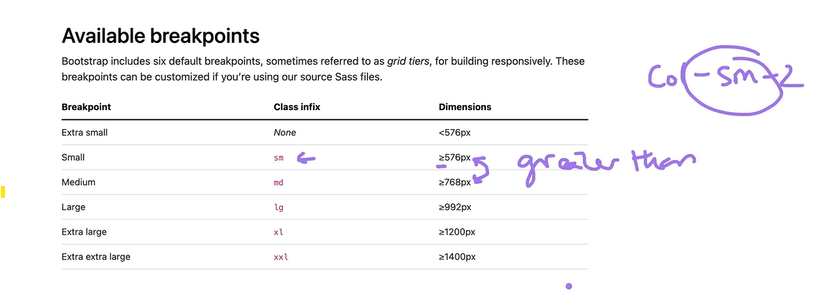 Available breakpoints
Bootstrap includes six default breakpoints, sometimes referred to as grid tiers, for building responsively. These
breakpoints can be customized if you're using our source Sass files.
Col-sm-2
Breakpoint Class infix Dimensions
Extra small None <576px
Small sm ≥576px
greater than
Medium md ≥768px
Large lg ≥992px
Extra large xl ≥1200px
Extra extra large xxl ≥1400px